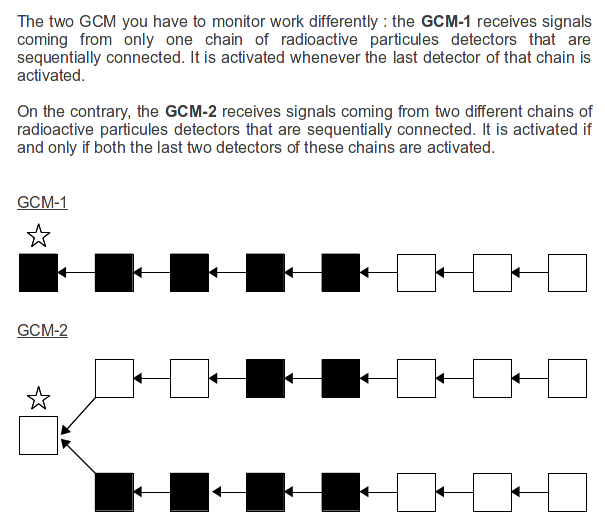 The two GCM you have to monitor work differently : the GCM-1 receives signals
coming from only one chain of radioactive particules detectors that are
sequentially connected. It is activated whenever the last detector of that chain is
activated.
On the contrary, the GCM-2 receives signals coming from two different chains of
radioactive particules detectors that are sequentially connected. It is activated if
and only if both the last two detectors of these chains are activated.
GCM-1
GCM-2